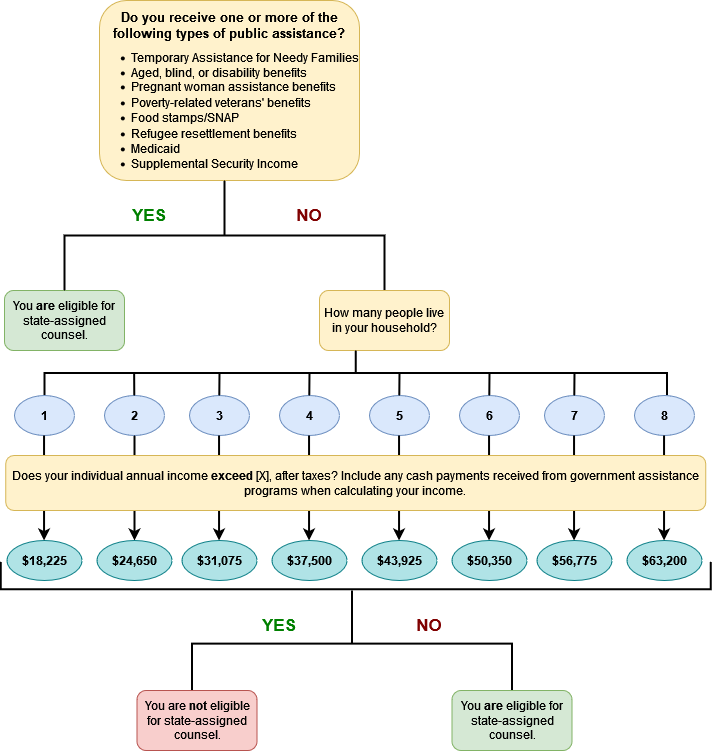 Do you receive one or more of the
following types of public assistance?
• Temporary Assistance for Needy Families
• Aged, blind, or disability benefits
• Pregnant woman assistance benefits
• Poverty-related veterans' benefits
• Food stamps/SNAP
• Refugee resettlement benefits
• Medicaid
• Supplemental Security Income
YES
NO
You are eligible for
state-assigned
counsel.
How many people live
in your household?
1
2
3
4
5
6
7
8
Does your individual annual income exceed [X], after taxes? Include any cash payments received from government assistance
programs when calculating your income.
$18,225
$24,650
$31,075
$37,500
$43,925
$50,350
$56,775
$63,200
YES
NO
You are not eligible
for state-assigned
counsel.
You are eligible for
state-assigned
counsel.